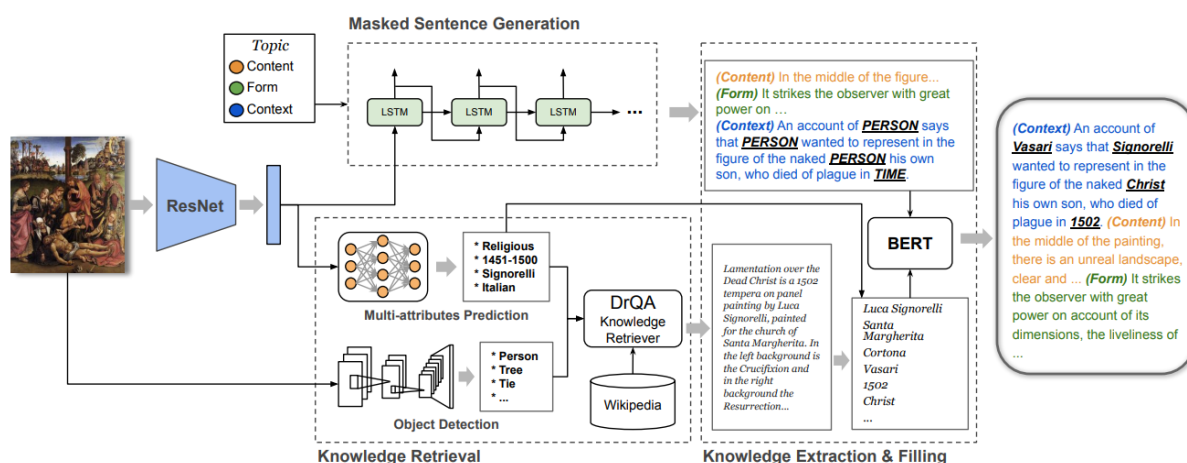 Masked Sentence Generation
Topic
Content
Form
Context
LSTM
LSTM
LSTM
...
ResNet
* Religious
* 1451-1500
* Signorelli
* Italian
Multi-attributes Prediction
* Person
* Tree
* Tie
* ...
Object Detection
DrQA
Knowledge
Retriever
Wikipedia
Knowledge Retrieval
(Content) In the middle of the figure...
(Form) It strikes the observer with great
power on ...
(Context) An account of PERSON says
that PERSON wanted to represent in the
figure of the naked PERSON his own
son, who died of plague in TIME.
BERT
Lamentation over the
Dead Christ is a 1502
tempera on panel
painting by Luca
Signorelli, painted
for the church of
Santa Margherita. In
the left background is
the Crucifixion and
in the right
background the
Resurrection...
Luca Signorelli
Santa
Margherita
Cortona
Vasari
1502
Christ
...
Knowledge Extraction & Filling
(Context) An account of
Vasari says that Signorelli
wanted to represent in the
figure of the naked Christ
his own son, who died of
plague in 1502. (Content) In
the middle of the painting,
there is an unreal landscape,
clear and ... (Form) It strikes
the observer with great
power on account of its
dimensions, the liveliness of
...